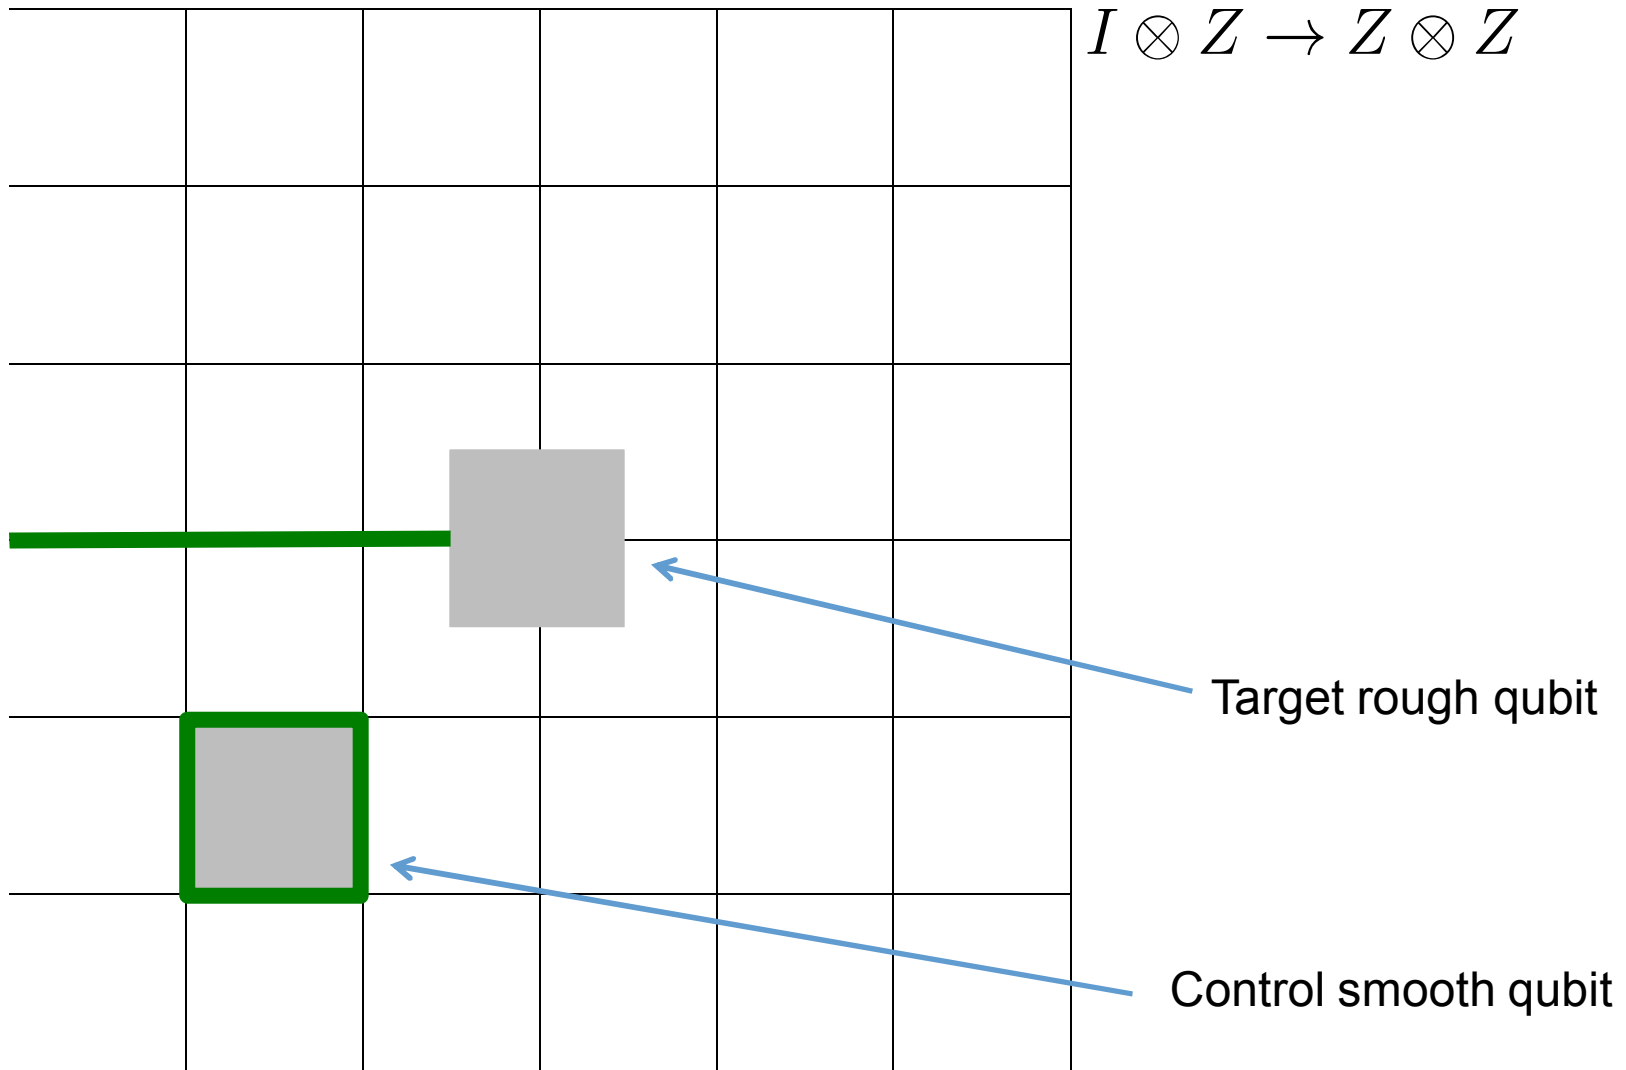 I ⊗ Z → Z ⊗ Z
Target rough qubit
Control smooth qubit